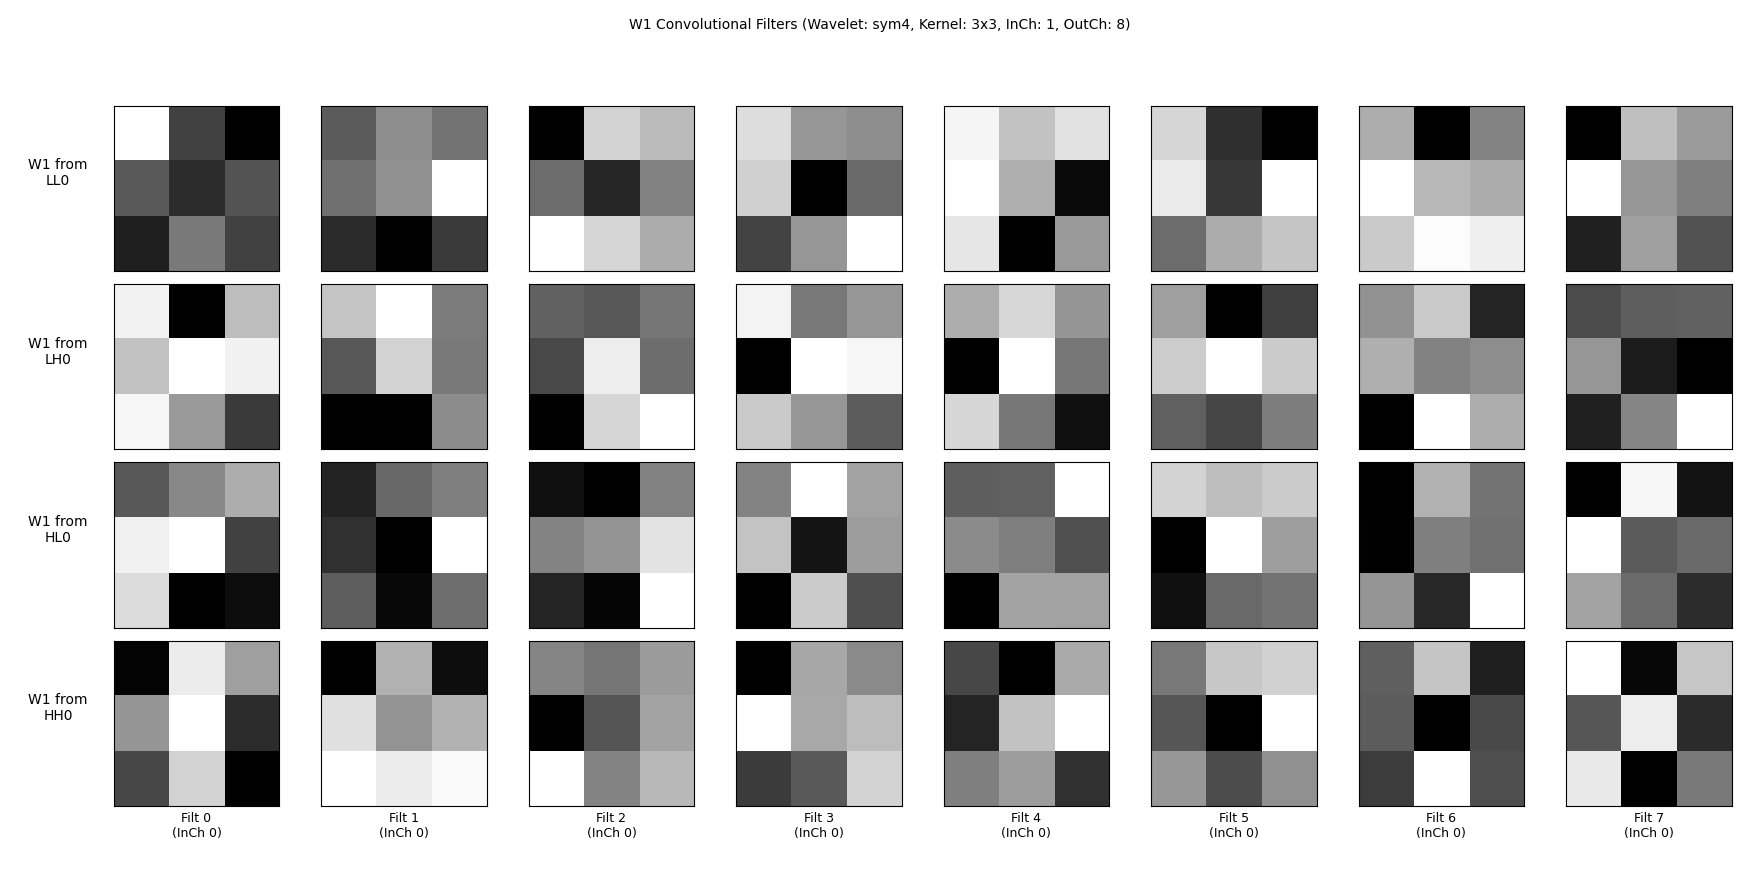 W1 Convolutional Filters (Wavelet: sym4, Kernel: 3x3, InCh: 1, OutCh: 8)
W1 from
LL0
W1 from
LH0
W1 from
HL0
W1 from
HH0
Filt 0
(InCh 0)
Filt 1
(InCh 0)
Filt 2
(InCh 0)
Filt 3
(InCh 0)
Filt 4
(InCh 0)
Filt 5
(InCh 0)
Filt 6
(InCh 0)
Filt 7
(InCh 0)